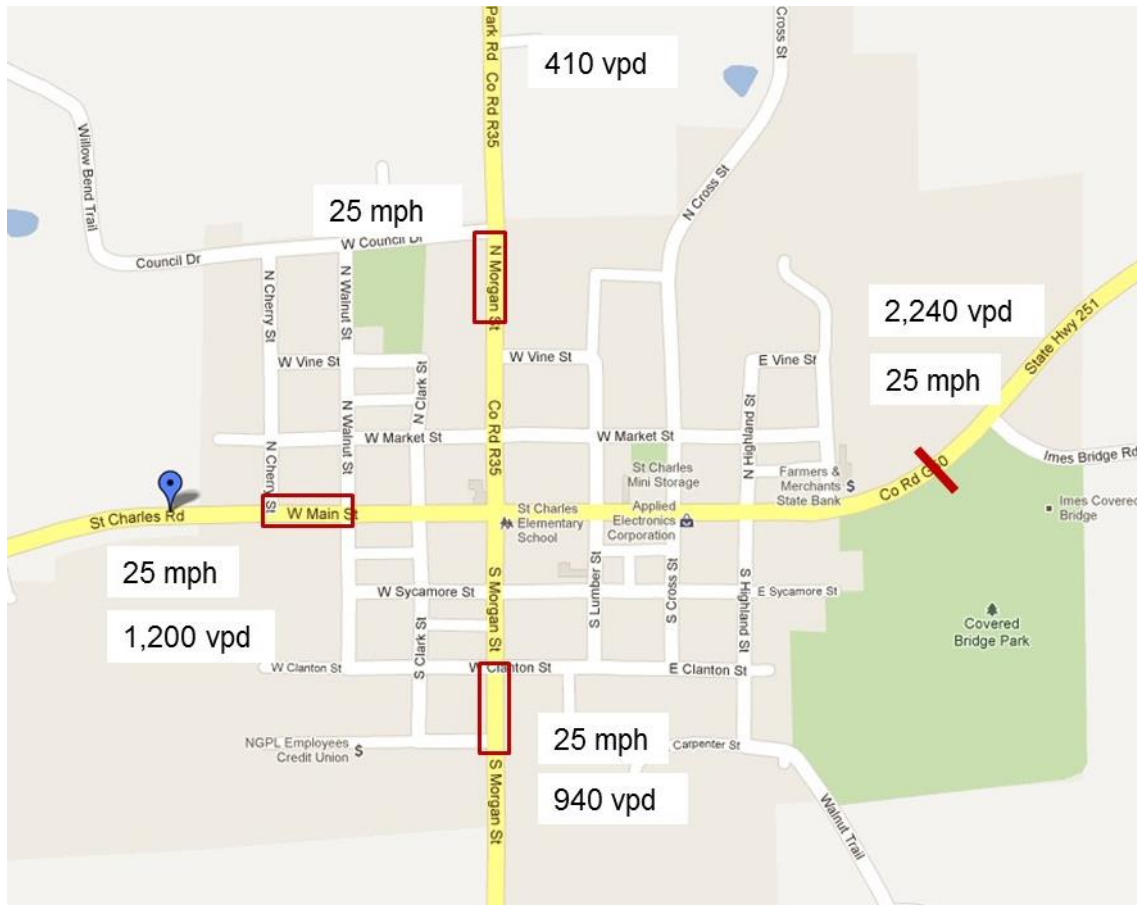 Park Rd
Co Rd R35
Cross St
410 vpd
Willow Bend Trail
N Cross St
25 mph
W Council Dr
Council Dr
N Morgan St
N Cherry St
N Walnut St
2,240 vpd
State Hwy 251
25 mph
W Vine St
W Vine St
E Vine St
N Clark St
N Highland St
Co Rd R35
N Walnut St
W Market St
W Market St
N Cherry St
Imes Bridge Rd
St Charles
Mini Storage
Farmers &
Merchants
State Bank
$
Co Rd G50
St Charles Rd
W Main St
St Charles
Elementary
School
Applied
Electronics
Corporation
Imes Covered
Bridge
25 mph
1,200 vpd
W Sycamore St
S Morgan St
S Lumber St
S Cross St
S Highland St
E Sycamore St
Covered
Bridge Park
S Clark St
W Clanton St
W Clanton St
E Clanton St
NGPL Employees
Credit Union
$
25 mph
Carpenter St
940 vpd
S Morgan St
Walnut Trail